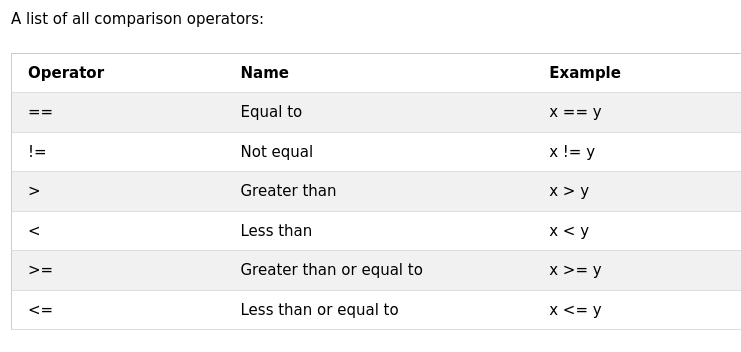 A list of all comparison operators:
Operator Name Example
== Equal to x == y
!= Not equal x != y
> Greater than x > y
< Less than x < y
>= Greater than or equal to x >= y
<= Less than or equal to x <= y